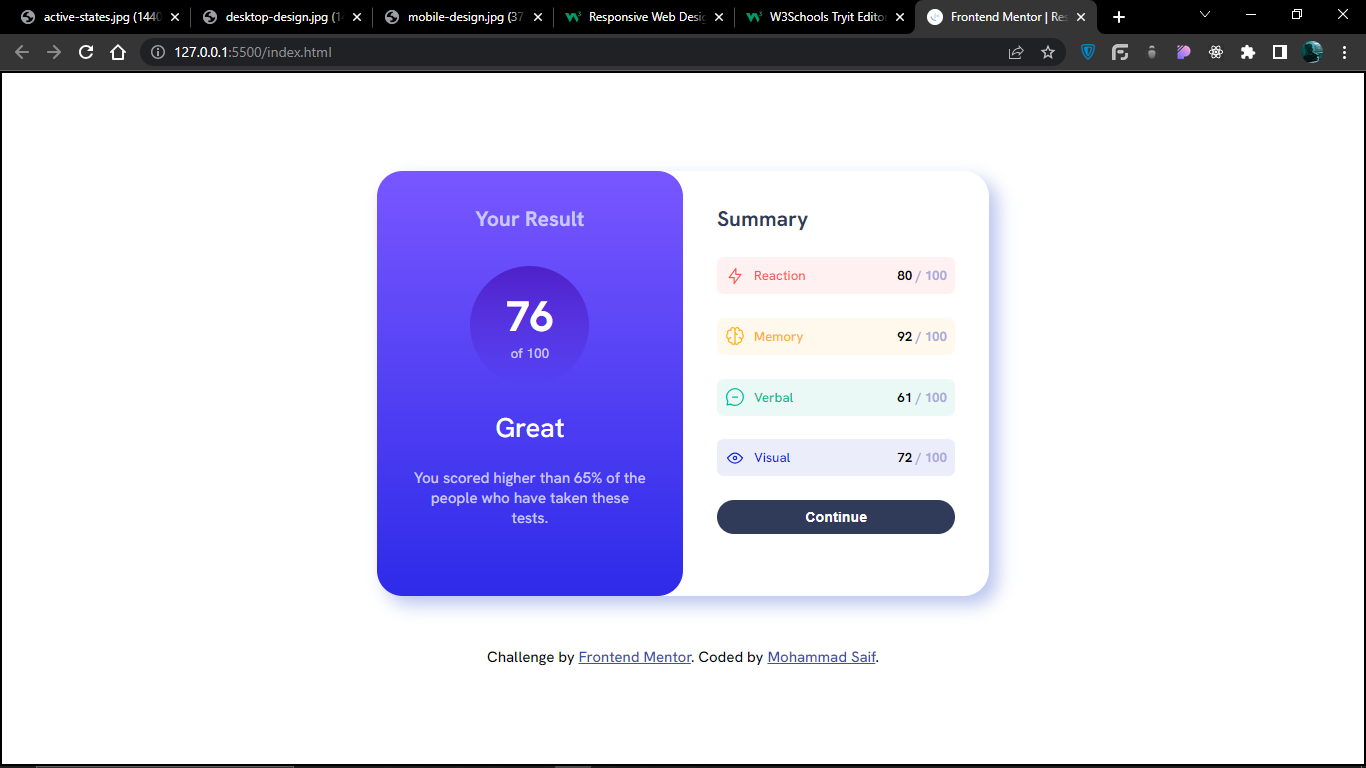 active-states.jpg (1440
desktop-design.jpg (14
mobile-design.jpg (37
Responsive Web Desig
W3Schools Tryit Editor
Frontend Mentor | Res
127.0.0.1:5500/index.html
Your Result
76
of 100
Great
You scored higher than 65% of the
people who have taken these
tests.
Summary
Reaction 80 / 100
Memory 92 / 100
Verbal 61 / 100
Visual 72 / 100
Continue
Challenge by Frontend Mentor. Coded by Mohammad Saif.